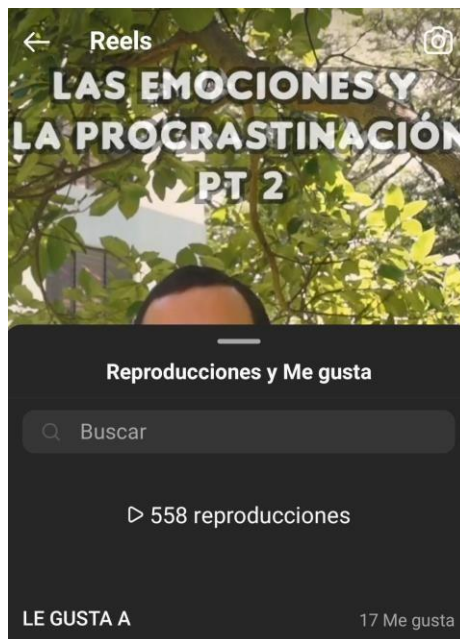 Reels
LAS EMOCIONES Y
LA PROCRASTINACIÓN
PT 2
Reproducciones y Me gusta
Buscar
558 reproducciones
LE GUSTA A 17 Me gusta